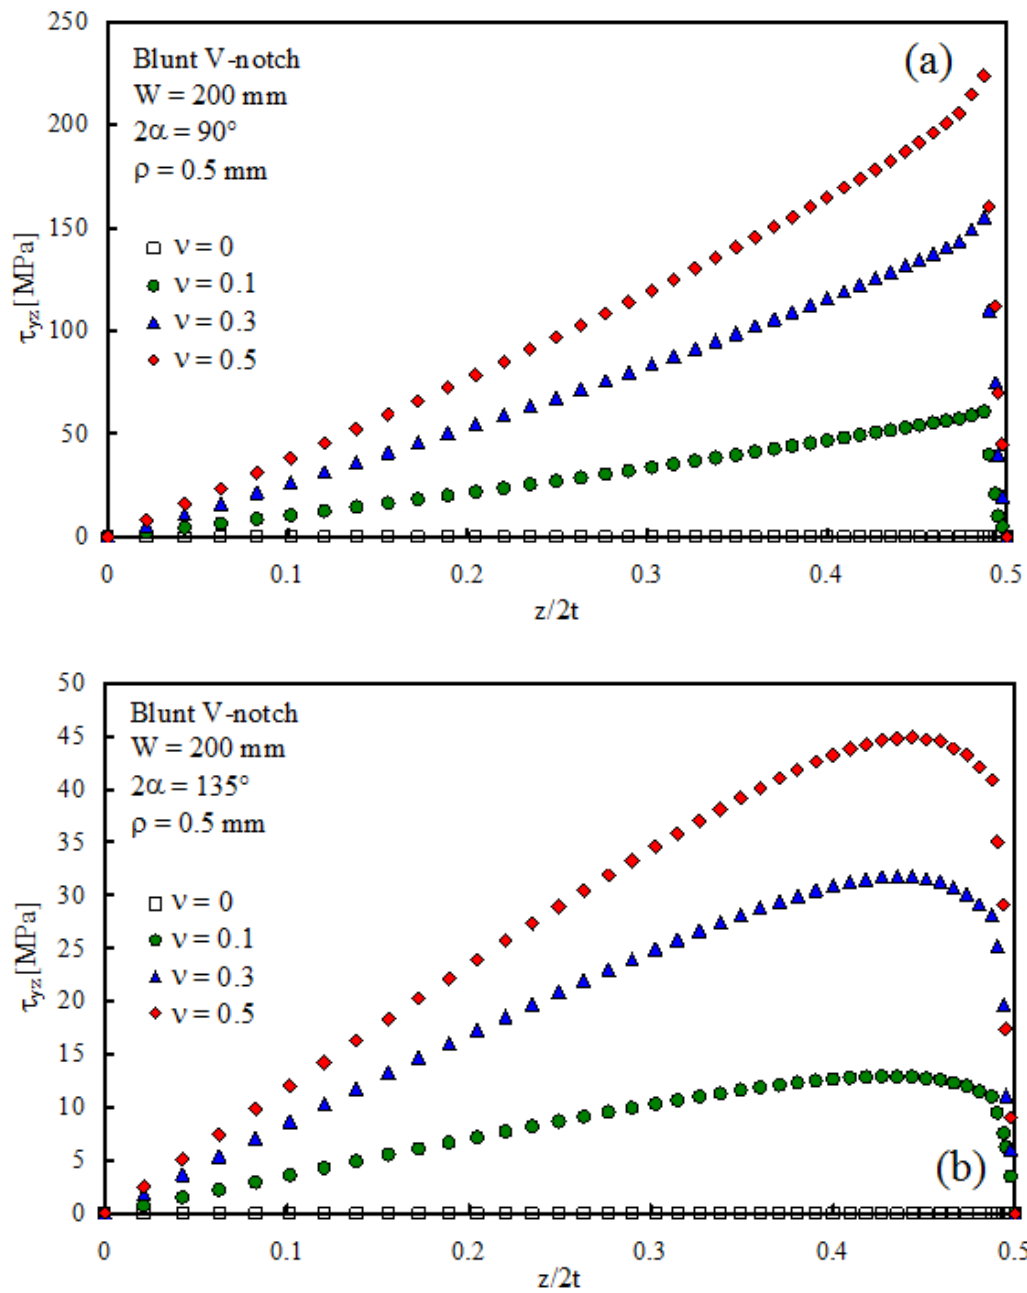 250
200
150
100
50
0
τyz[MPa]
Blunt V-notch
W = 200 mm
2α = 90°
ρ = 0.5 mm
ν = 0
ν = 0.1
ν = 0.3
ν = 0.5
(a)
0 0.1 0.2 0.3 0.4 0.5
z/2t
50
45
40
35
30
25
20
15
10
5
0
τyz[MPa]
Blunt V-notch
W = 200 mm
2α = 135°
ρ = 0.5 mm
ν = 0
ν = 0.1
ν = 0.3
ν = 0.5
(b)
0 0.1 0.2 0.3 0.4 0.5
z/2t